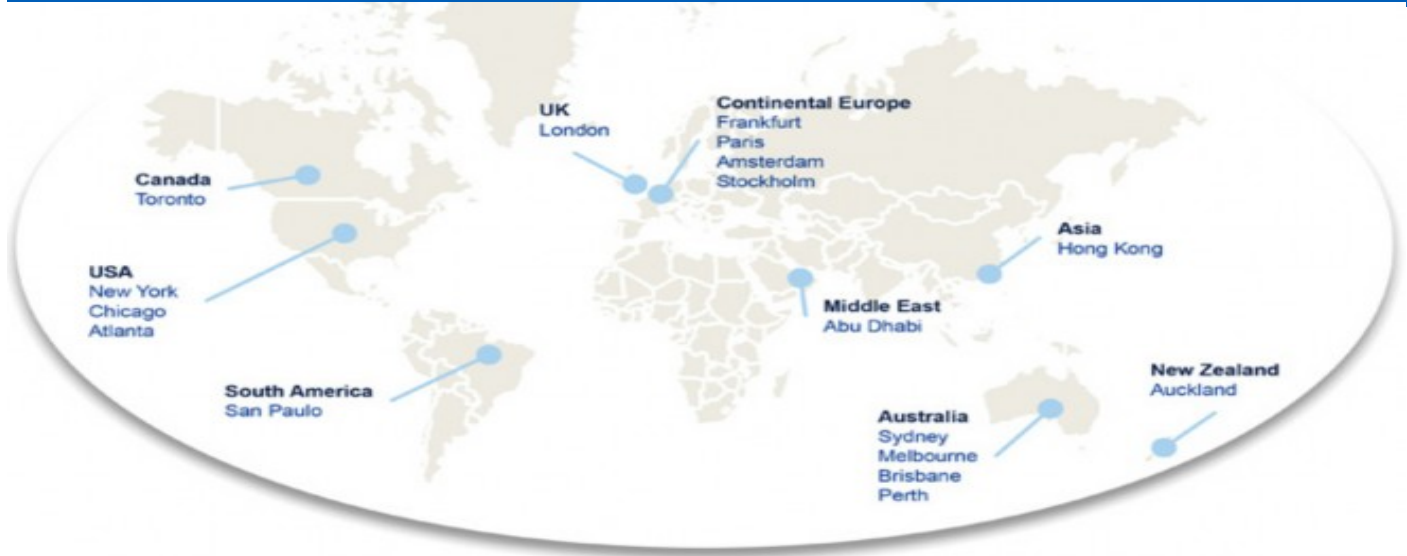 UK
London
Continental Europe
Frankfurt
Paris
Amsterdam
Stockholm
Canada
Toronto
Asia
Hong Kong
USA
New York
Chicago
Atlanta
Middle East
Abu Dhabi
South America
San Paulo
New Zealand
Auckland
Australia
Sydney
Melbourne
Brisbane
Perth